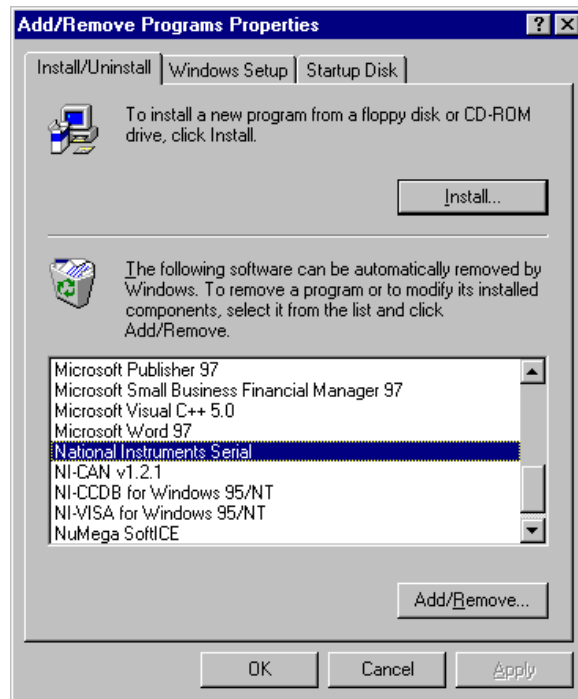 Add/Remove Programs Properties
Install/Uninstall
Windows Setup
Startup Disk
To install a new program from a floppy disk or CD-ROM
drive, click Install.
Install...
The following software can be automatically removed by
Windows. To remove a program or to modify its installed
components, select it from the list and click
Add/Remove.
Microsoft Publisher 97
Microsoft Small Business Financial Manager 97
Microsoft Visual C++ 5.0
Microsoft Word 97
National Instruments Serial
NI-CAN v1.2.1
NI-CCDB for Windows 95/NT
NI-VISA for Windows 95/NT
NuMega SoftICE
Add/Remove...
OK
Cancel
Apply